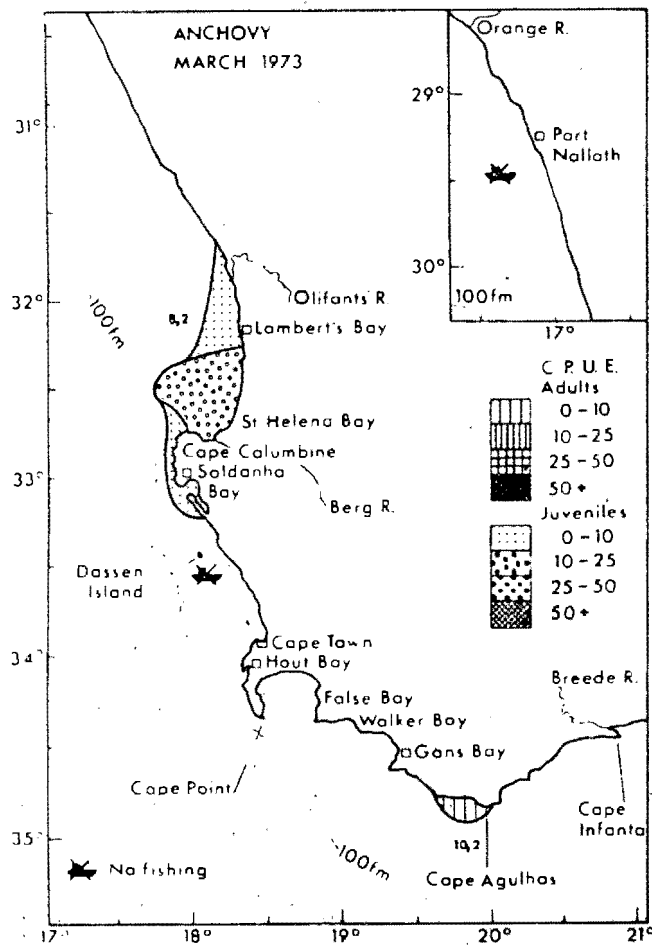 ANCHOVY
MARCH 1973
Orange R.
29°
Part
Nallath
30°
100fm
17°
31°
32°
33°
34°
35°
100fm
8,2
Olifants R.
Lambert's Bay
St Helena Bay
Cape Calumbine
Saldanha
Bay
Berg R.
C. P. U. E.
Adults
0 - 10
10 - 25
25 - 50
50 +
Juveniles
0 - 10
10 - 25
25 - 50
50 +
Dassen
Island
Cape Town
Hout Bay
False Bay
Walker Bay
Gans Bay
Breede R.
Cape Point
Cape
Infanta
10,2
100fm
Cape Agulhas
No fishing
17°
18°
19°
20°
21°